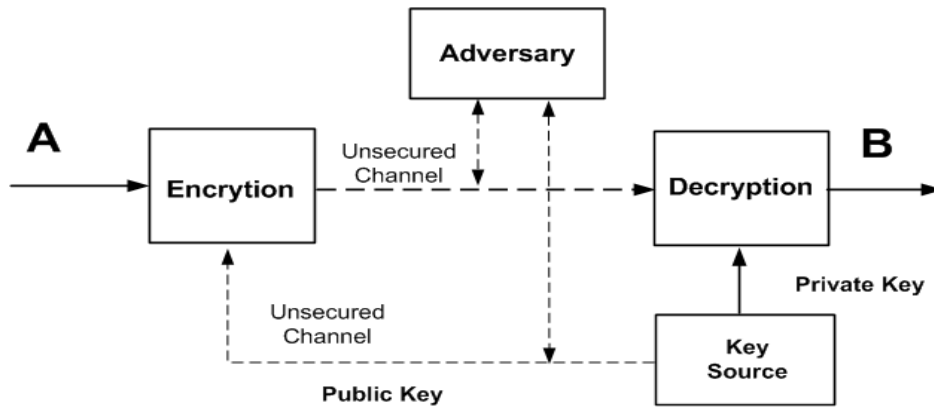 Adversary
A
Unsecured
Channel
B
Encrytion
Decryption
Private Key
Unsecured
Channel
Key
Source
Public Key